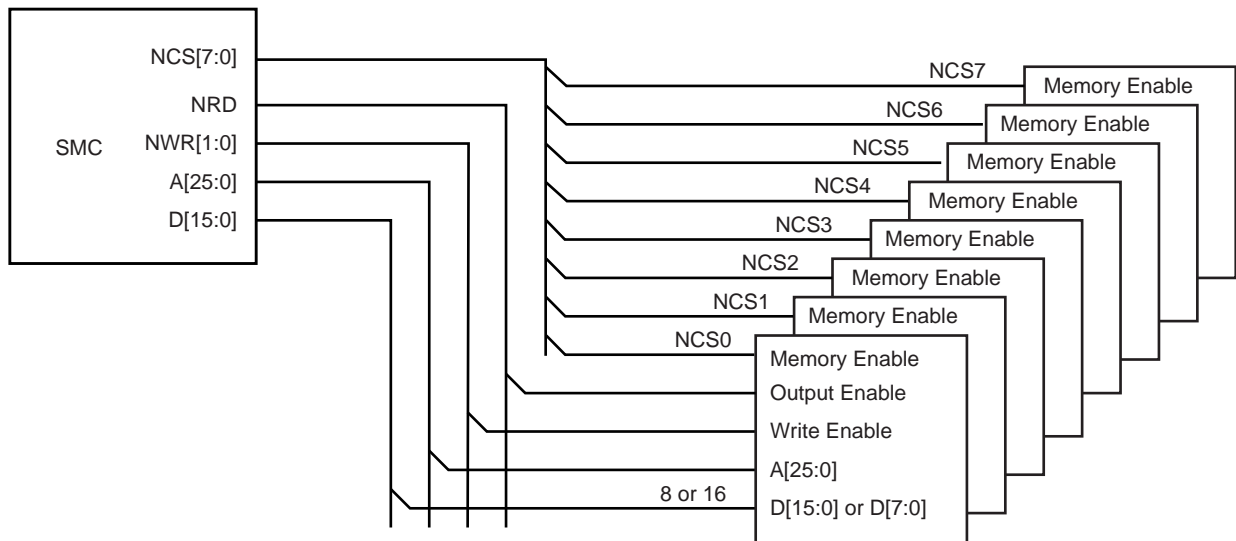 NCS[7:0]
NRD
SMC
NWR[1:0]
A[25:0]
D[15:0]
NCS7
Memory Enable
NCS6
Memory Enable
NCS5
Memory Enable
NCS4
Memory Enable
NCS3
Memory Enable
NCS2
Memory Enable
NCS1
Memory Enable
NCS0
Memory Enable
Output Enable
Write Enable
A[25:0]
8 or 16
D[15:0] or D[7:0]